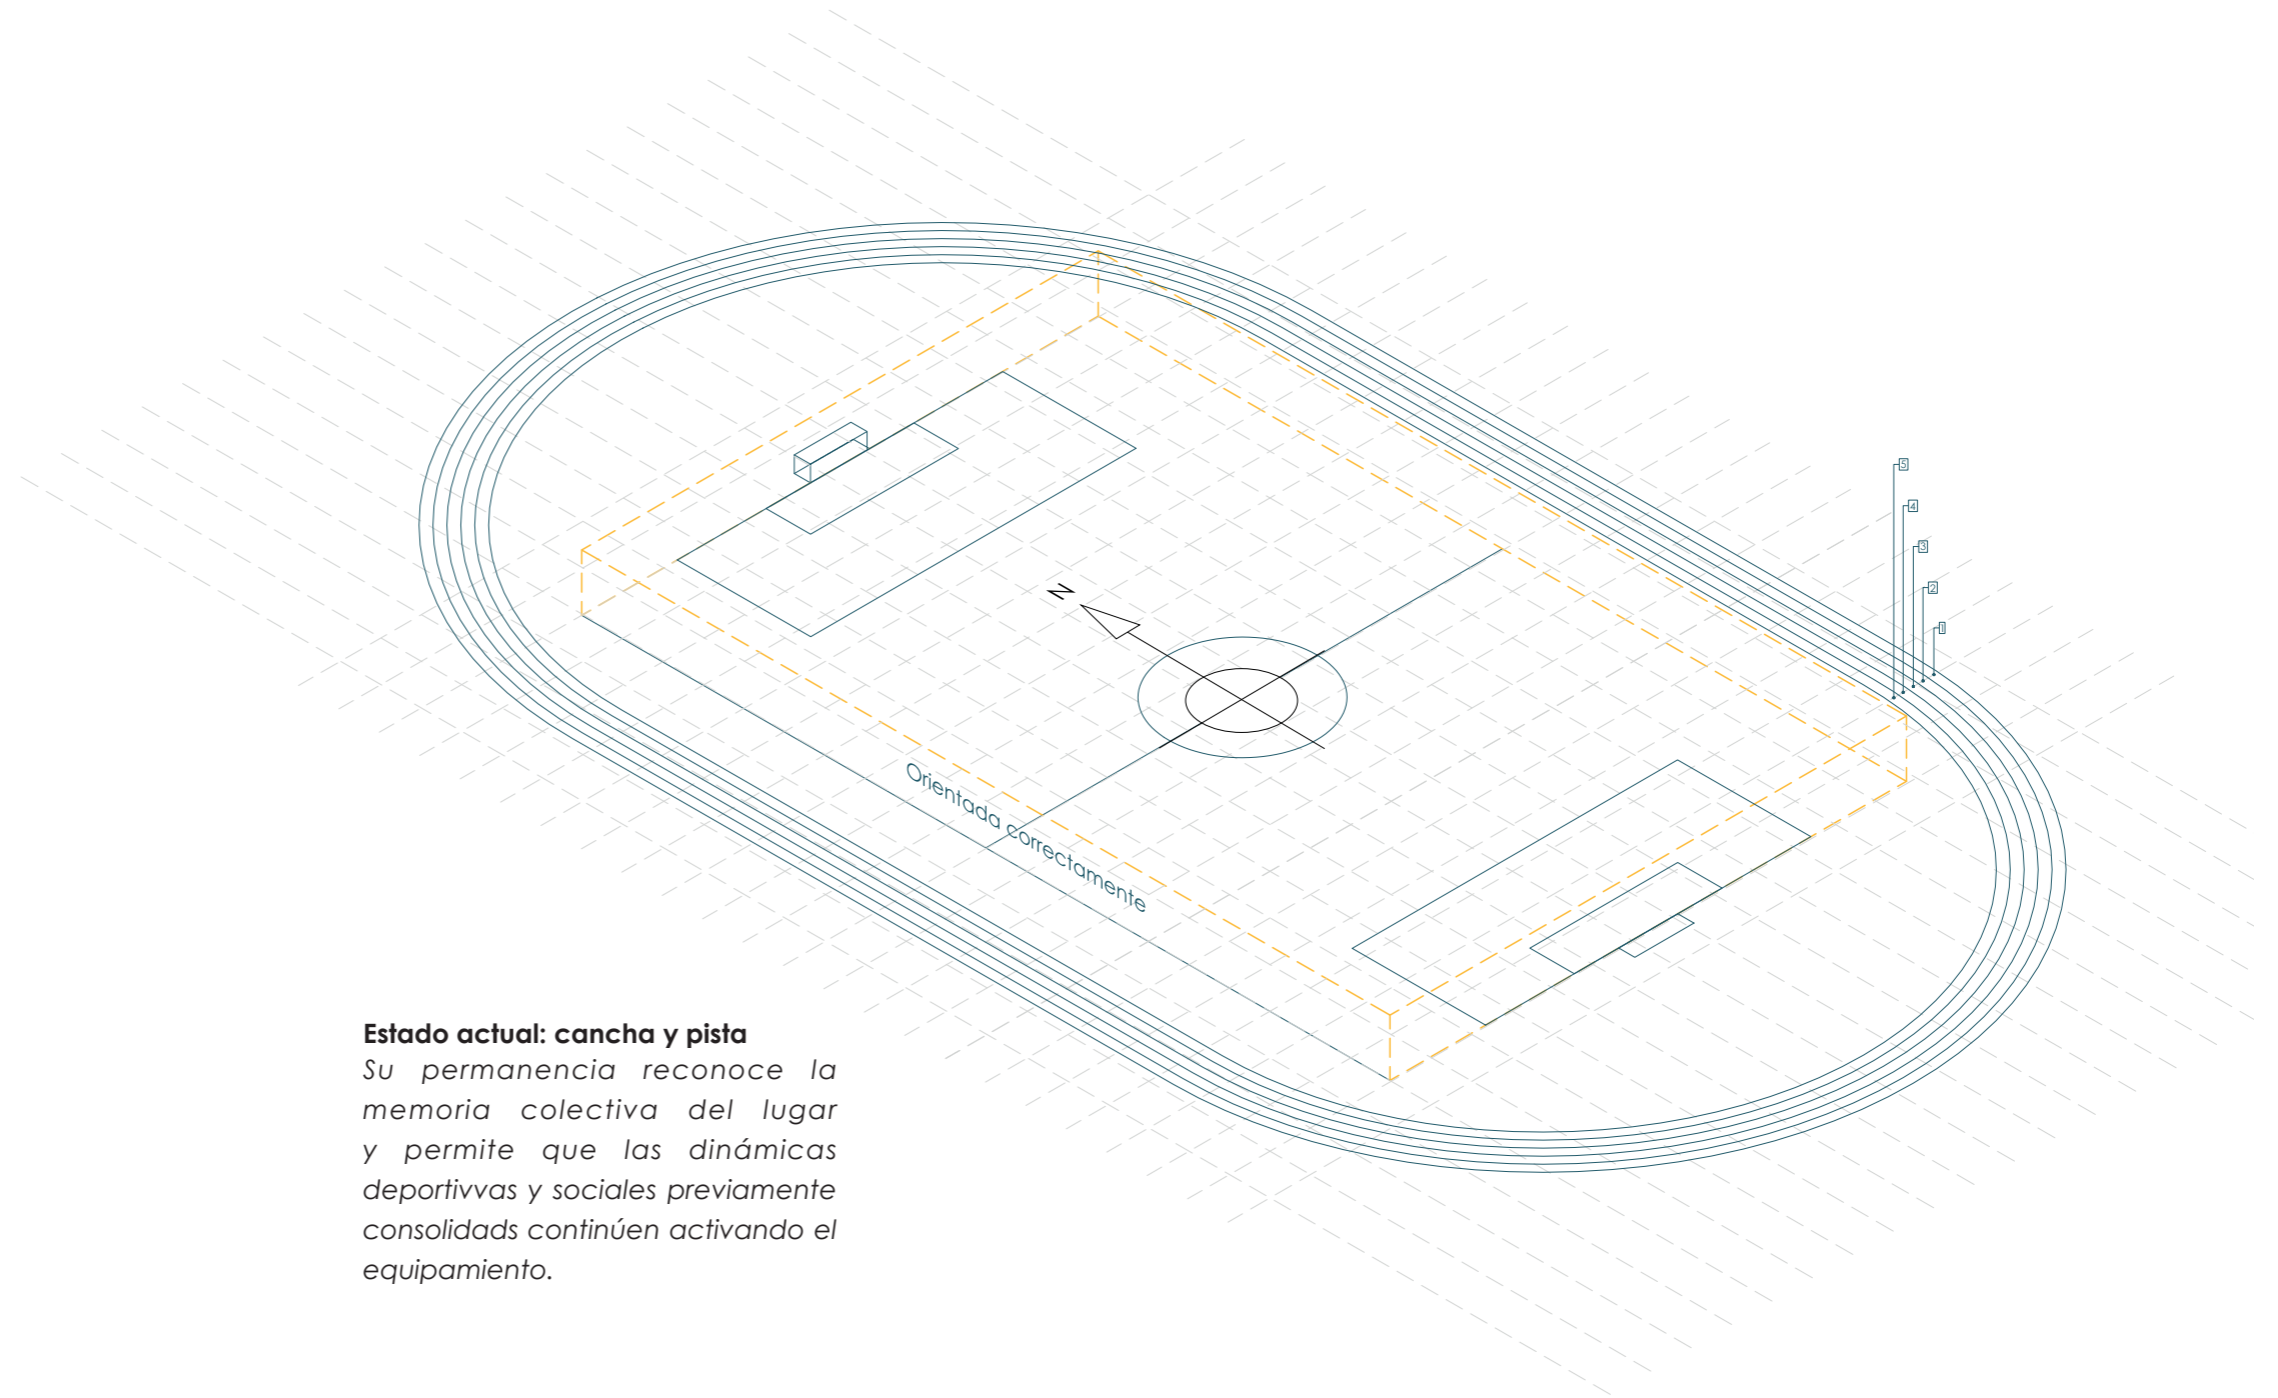 5
4
3
2
1
N
Orientada correctamente
Estado actual: cancha y pista
Su permanencia reconoce la
memoria colectiva del lugar
y permite que las dinámicas
deportivvas y sociales previamente
consolidads continúen activando el
equipamiento.